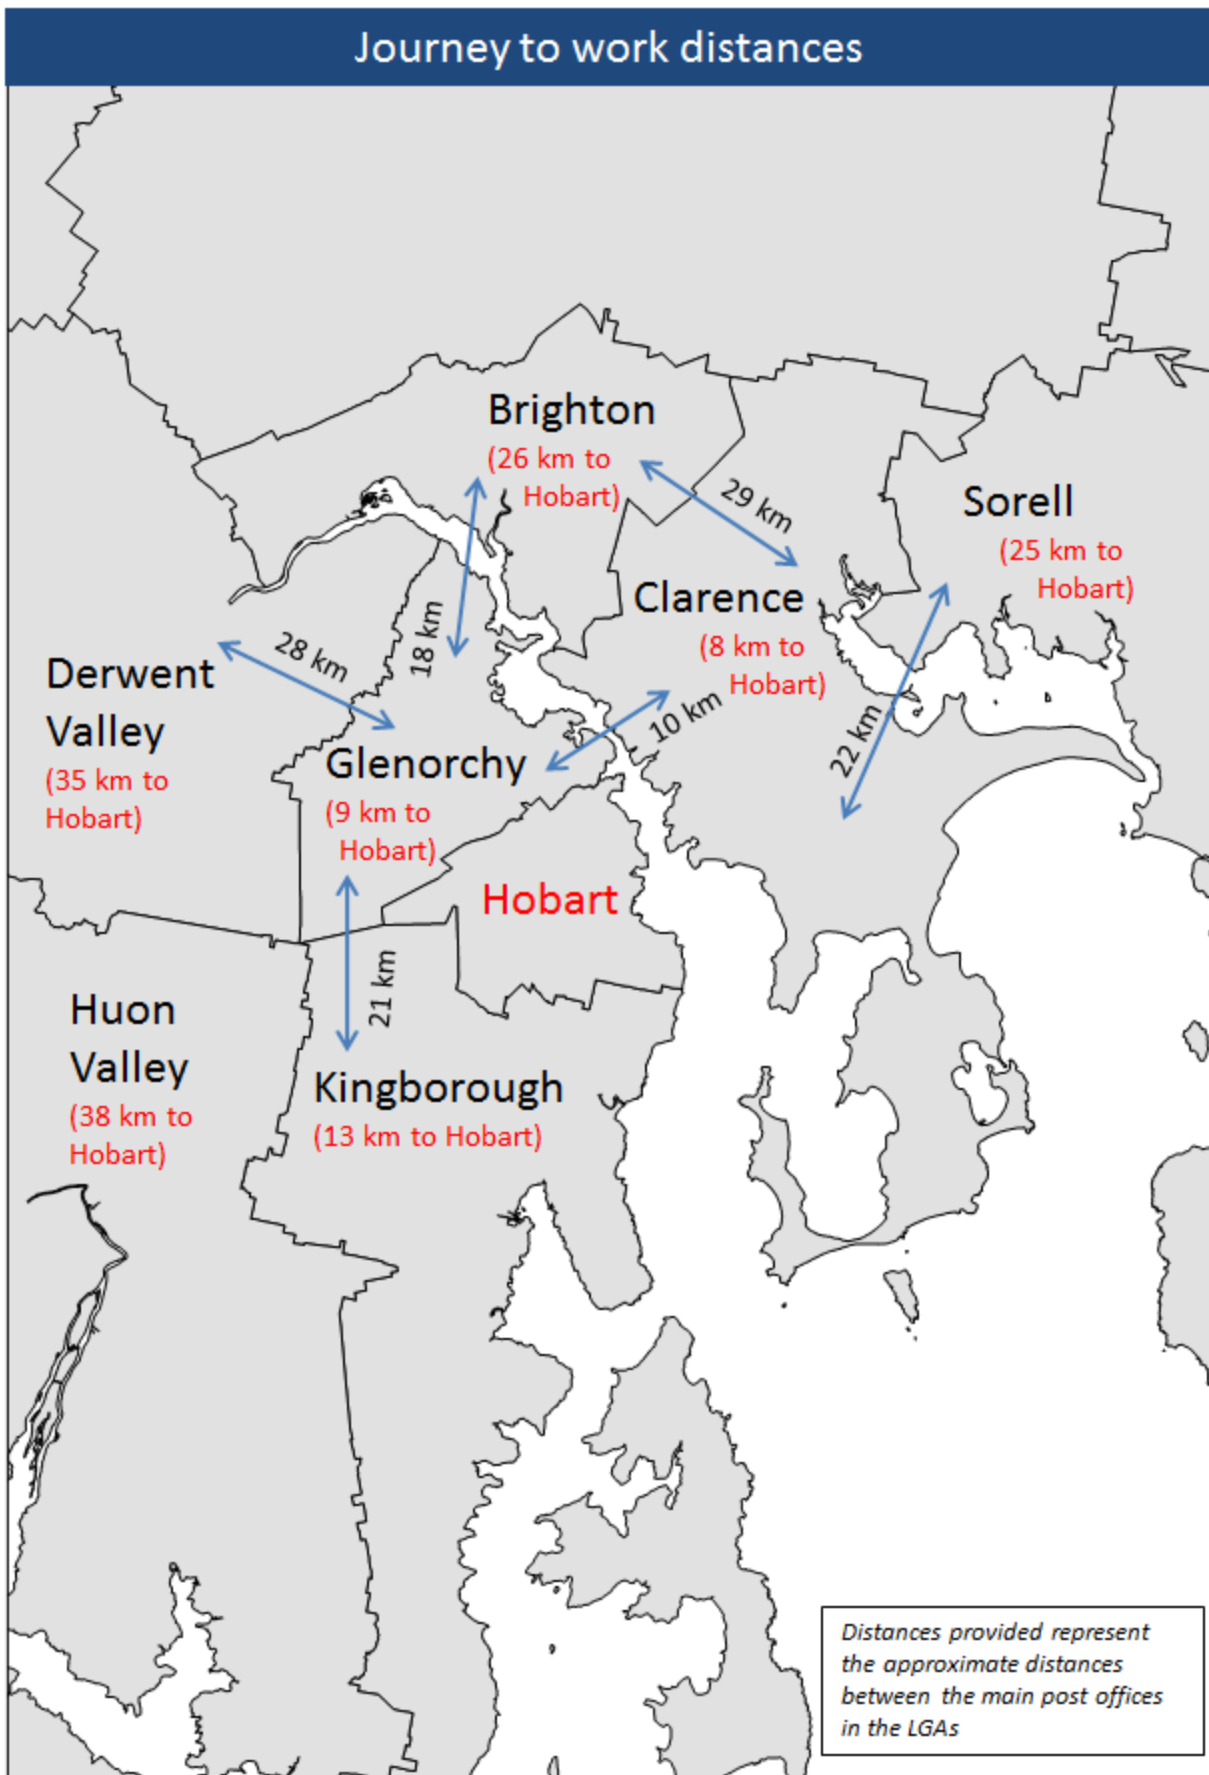 Journey to work distances
Brighton
(26 km to
Hobart)
29 km
Sorell
(25 km to
Hobart)
Clarence
(8 km to
Hobart)
18 km
28 km
Derwent
Valley
(35 km to
Hobart)
10 km
22 km
Glenorchy
(9 km to
Hobart)
Hobart
21 km
Huon
Valley
(38 km to
Hobart)
Kingborough
(13 km to Hobart)
Distances provided represent
the approximate distances
between the main post offices
in the LGAs